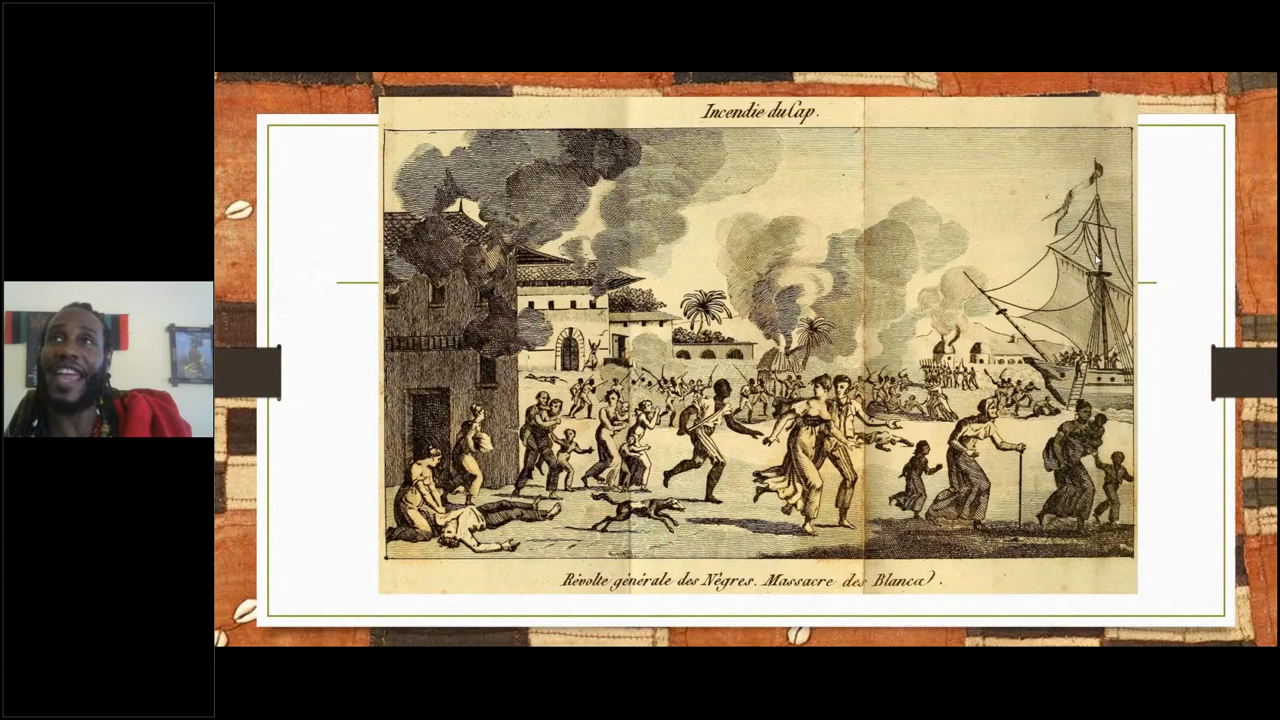 Incendie du Cap.
Révolte générale des Nègres. Massacre des Blancs.